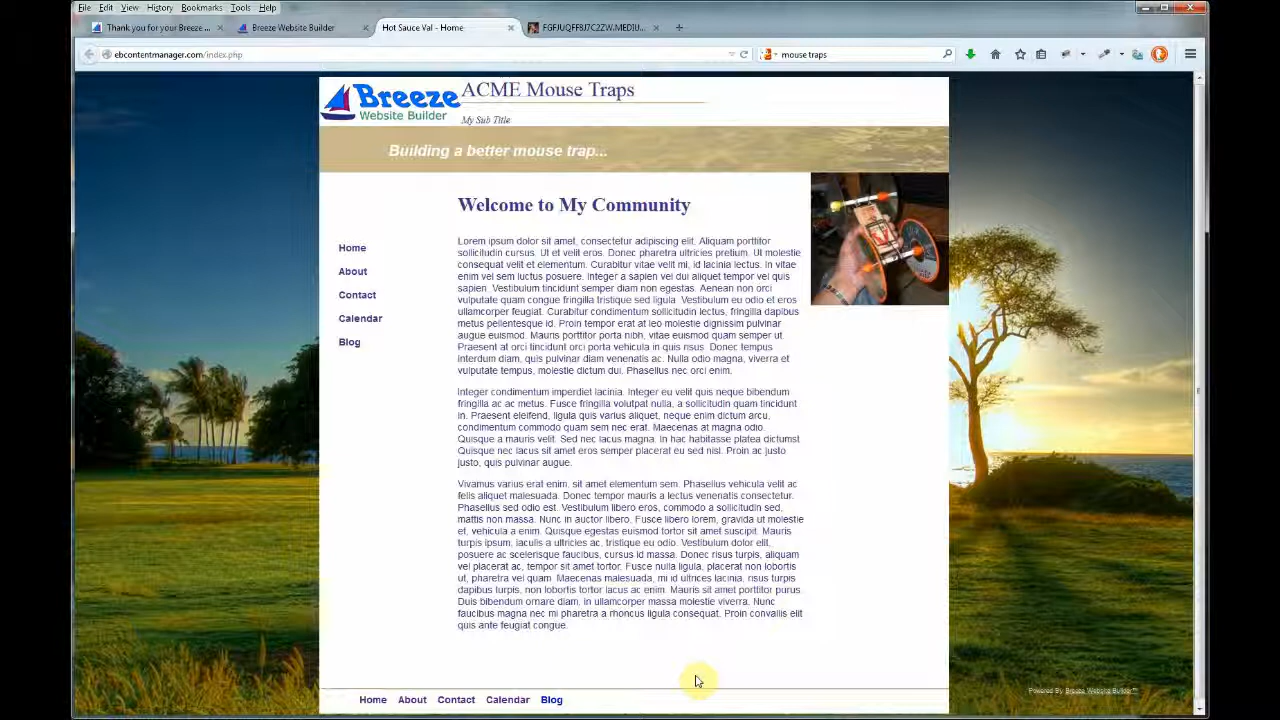 File Edit View History Bookmarks Tools Help
Thank you for your Breeze ... × Breeze Website Builder × Hot Sauce Val - Home × FGFJUQFFBJ7C2ZW.MEDIU... × +
ebcontentmanager.com/index.php mouse traps
Breeze
Website Builder
ACME Mouse Traps
My Sub Title
Building a better mouse trap...
Welcome to My Community
Home
About
Contact
Calendar
Blog
Lorem ipsum dolor sit amet, consectetur adipiscing elit. Aliquam porttitor
sollicitudin cursus. Ut et velit eros. Donec pharetra ultricies pretium. Ut molestie
consequat velit et elementum. Curabitur vitae velit mi, id lacinia lectus. In vitae
enim vel sem luctus posuere. Integer a sapien vel dui aliquet tempor vel quis
sapien. Vestibulum tincidunt semper diam non egestas. Aenean non orci
vulputate quam congue fringilla tristique sed ligula. Vestibulum eu odio et eros
ullamcorper feugiat. Curabitur condimentum sollicitudin lectus, fringilla dapibus
metus pellentesque id. Proin tempor erat at leo molestie dignissim pulvinar
augue euismod. Mauris porttitor porta nibh, vitae euismod quam semper ut.
Praesent at orci tincidunt orci porta vehicula in quis risus. Donec tempus
interdum diam, quis pulvinar diam venenatis ac. Nulla odio magna, viverra et
vulputate tempus, molestie dictum dui. Phasellus nec orci enim.
Integer condimentum imperdiet lacinia. Integer eu velit quis neque bibendum
fringilla ac ac metus. Fusce fringilla volutpat nulla, a sollicitudin quam tincidunt
in. Praesent eleifend, ligula quis varius aliquet, neque enim dictum arcu,
condimentum commodo quam sem nec erat. Maecenas at magna odio.
Quisque a mauris velit. Sed nec lacus magna. In hac habitasse platea dictumst
Quisque nec lacus sit amet eros semper placerat eu sed nisl. Proin ac justo
justo, quis pulvinar augue.
Vivamus varius erat enim, sit amet elementum sem. Phasellus vehicula velit ac
felis aliquet malesuada. Donec tempor mauris a lectus venenatis consectetur.
Phasellus sed odio est. Vestibulum libero eros, commodo a sollicitudin sed,
mattis non massa. Nunc in auctor libero. Fusce libero lorem, gravida ut molestie
et, vehicula a enim. Quisque egestas euismod tortor sit amet suscipit. Mauris
turpis ipsum, iaculis a ultricies ac, tristique eu odio. Vestibulum dolor elit,
posuere ac scelerisque faucibus, cursus id massa. Donec risus turpis, aliquam
vel placerat ac, tempor sit amet tortor. Fusce nulla ligula, placerat non lobortis
ut, pharetra vel quam. Maecenas malesuada, mi id ultrices lacinia, risus turpis
dapibus turpis, non lobortis tortor lacus ac enim. Mauris sit amet porttitor purus.
Duis bibendum ornare diam, in ullamcorper massa molestie viverra. Nunc
faucibus magna nec mi pharetra a rhoncus ligula consequat. Proin convallis elit
quis ante feugiat congue.
Powered By Breeze Website Builder™
Home About Contact Calendar Blog